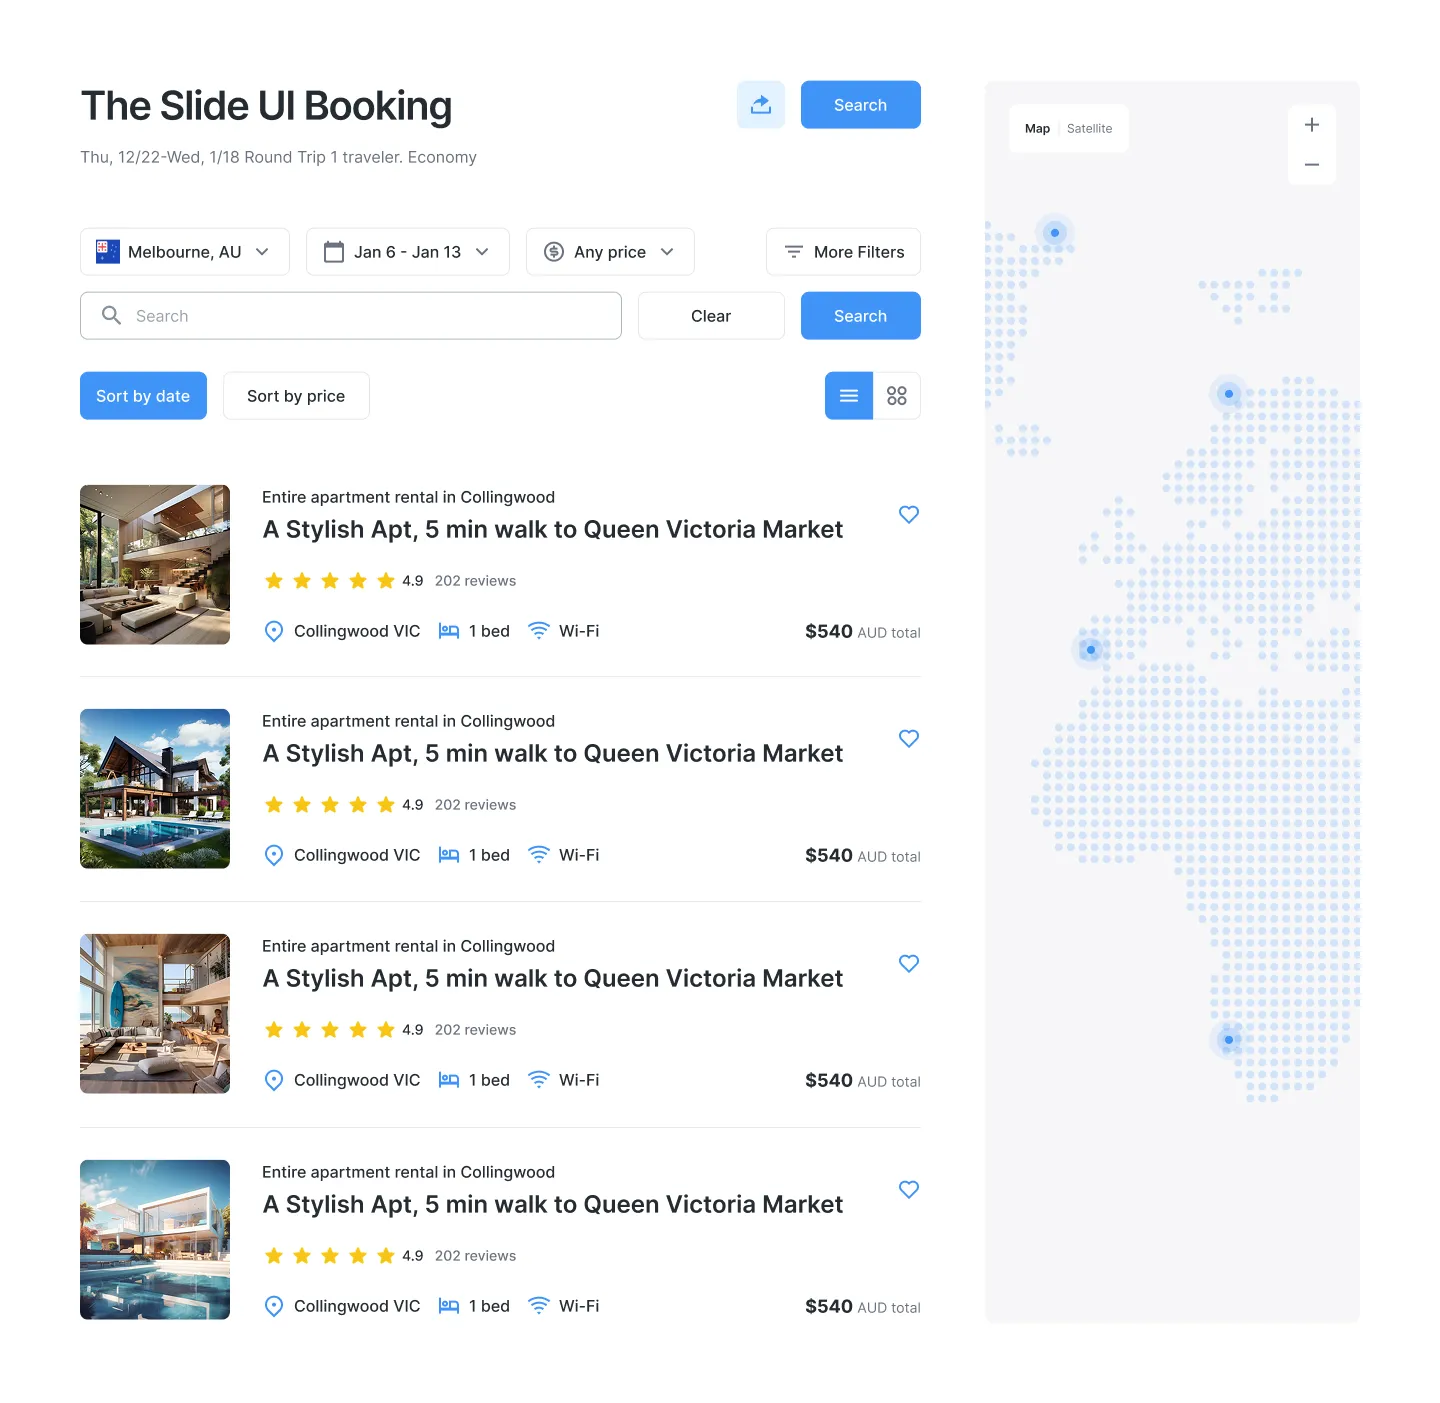 The Slide UI Booking
Search
Thu, 12/22-Wed, 1/18 Round Trip 1 traveler. Economy
Melbourne, AU
Jan 6 - Jan 13
Any price
More Filters
Search
Clear
Search
Sort by date
Sort by price
Entire apartment rental in Collingwood
A Stylish Apt, 5 min walk to Queen Victoria Market
4.9 202 reviews
Collingwood VIC 1 bed Wi-Fi
$540 AUD total
Entire apartment rental in Collingwood
A Stylish Apt, 5 min walk to Queen Victoria Market
4.9 202 reviews
Collingwood VIC 1 bed Wi-Fi
$540 AUD total
Entire apartment rental in Collingwood
A Stylish Apt, 5 min walk to Queen Victoria Market
4.9 202 reviews
Collingwood VIC 1 bed Wi-Fi
$540 AUD total
Entire apartment rental in Collingwood
A Stylish Apt, 5 min walk to Queen Victoria Market
4.9 202 reviews
Collingwood VIC 1 bed Wi-Fi
$540 AUD total
Map Satellite